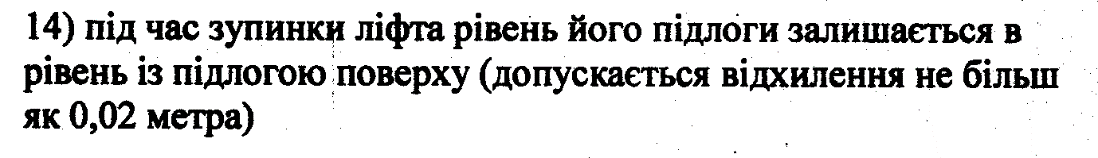 14) під час зупинки ліфта рівень його підлоги залишається в
рівень із підлогою поверху (допускається відхилення не більш
як 0,02 метра)